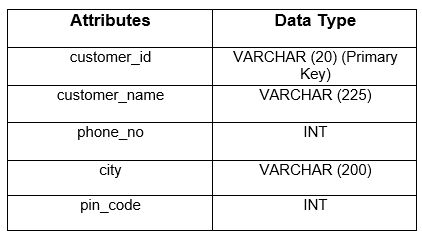 Attributes Data Type
customer_id VARCHAR (20) (Primary
Key)
customer_name VARCHAR (225)
phone_no INT
city VARCHAR (200)
pin_code INT